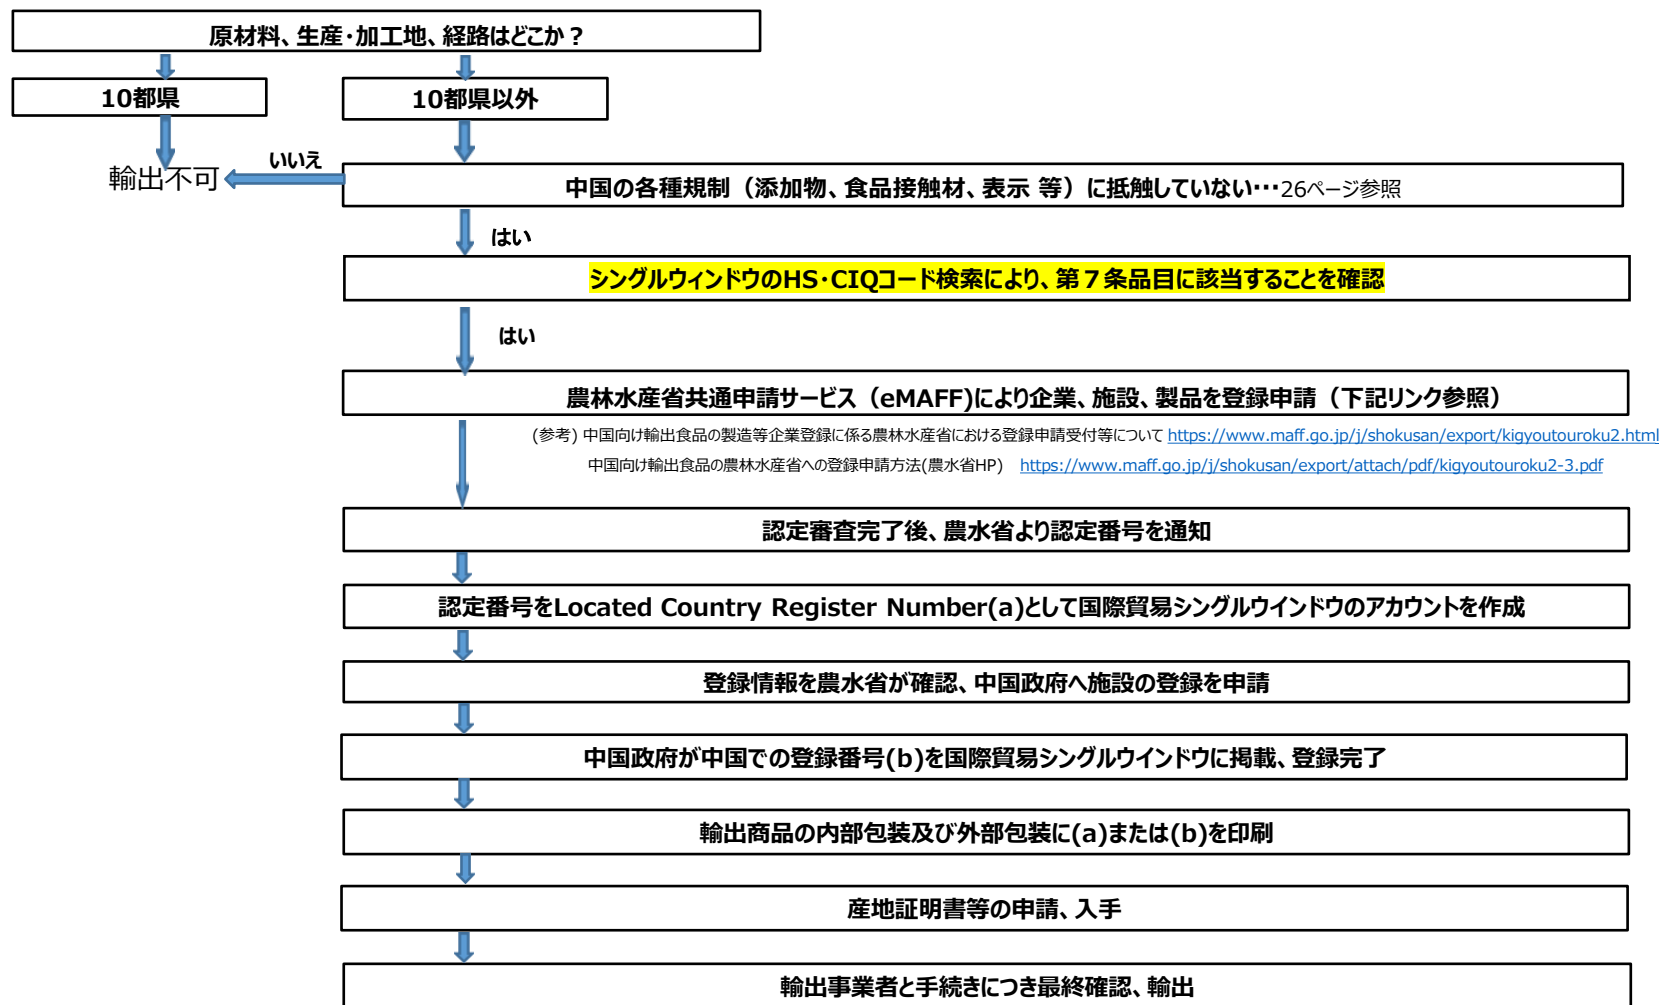 原材料、生産・加工地、経路はどこか？
10都県
10都県以外
いいえ
輸出不可
中国の各種規制（添加物、食品接触材、表示 等）に抵触していない…26ページ参照
はい
シングルウィンドウのHS・CIQコード検索により、第７条品目に該当することを確認
はい
農林水産省共通申請サービス（eMAFF)により企業、施設、製品を登録申請（下記リンク参照）
(参考) 中国向け輸出食品の製造等企業登録に係る農林水産省における登録申請受付等について https://www.maff.go.jp/j/shokusan/export/kigyoutouroku2.html
中国向け輸出食品の農林水産省への登録申請方法(農水省HP) https://www.maff.go.jp/j/shokusan/export/attach/pdf/kigyoutouroku2-3.pdf
認定審査完了後、農水省より認定番号を通知
認定番号をLocated Country Register Number(a)として国際貿易シングルウインドウのアカウントを作成
登録情報を農水省が確認、中国政府へ施設の登録を申請
中国政府が中国での登録番号(b)を国際貿易シングルウインドウに掲載、登録完了
輸出商品の内部包装及び外部包装に(a)または(b)を印刷
産地証明書等の申請、入手
輸出事業者と手続きにつき最終確認、輸出